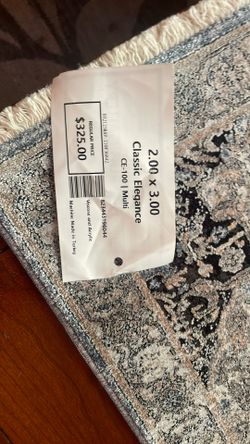 2.00 x 3.00
Classic Elegance
CE-100 | Multi
REGULAR PRICE
$325.00
Viscose and Acrylic
Machine Made in Turkey